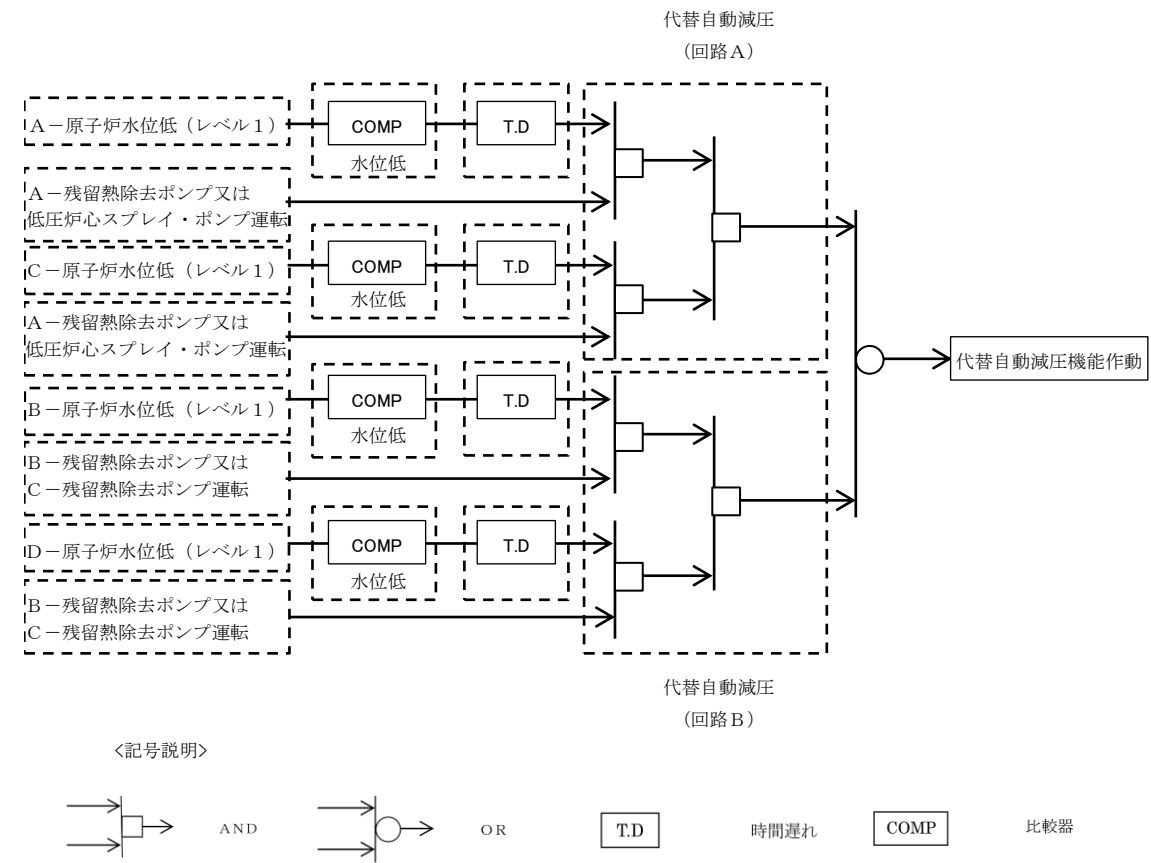 代替自動減圧
（回路Ａ）
Ａ－原子炉水位低（レベル１）
COMP
T.D
水位低
Ａ－残留熱除去ポンプ又は
低圧炉心スプレイ・ポンプ運転
Ｃ－原子炉水位低（レベル１）
COMP
T.D
水位低
Ａ－残留熱除去ポンプ又は
低圧炉心スプレイ・ポンプ運転
代替自動減圧機能作動
Ｂ－原子炉水位低（レベル１）
COMP
T.D
水位低
Ｂ－残留熱除去ポンプ又は
Ｃ－残留熱除去ポンプ運転
Ｄ－原子炉水位低（レベル１）
COMP
T.D
水位低
Ｂ－残留熱除去ポンプ又は
Ｃ－残留熱除去ポンプ運転
代替自動減圧
（回路Ｂ）
<記号説明>
AND
OR
T.D
時間遅れ
COMP
比較器